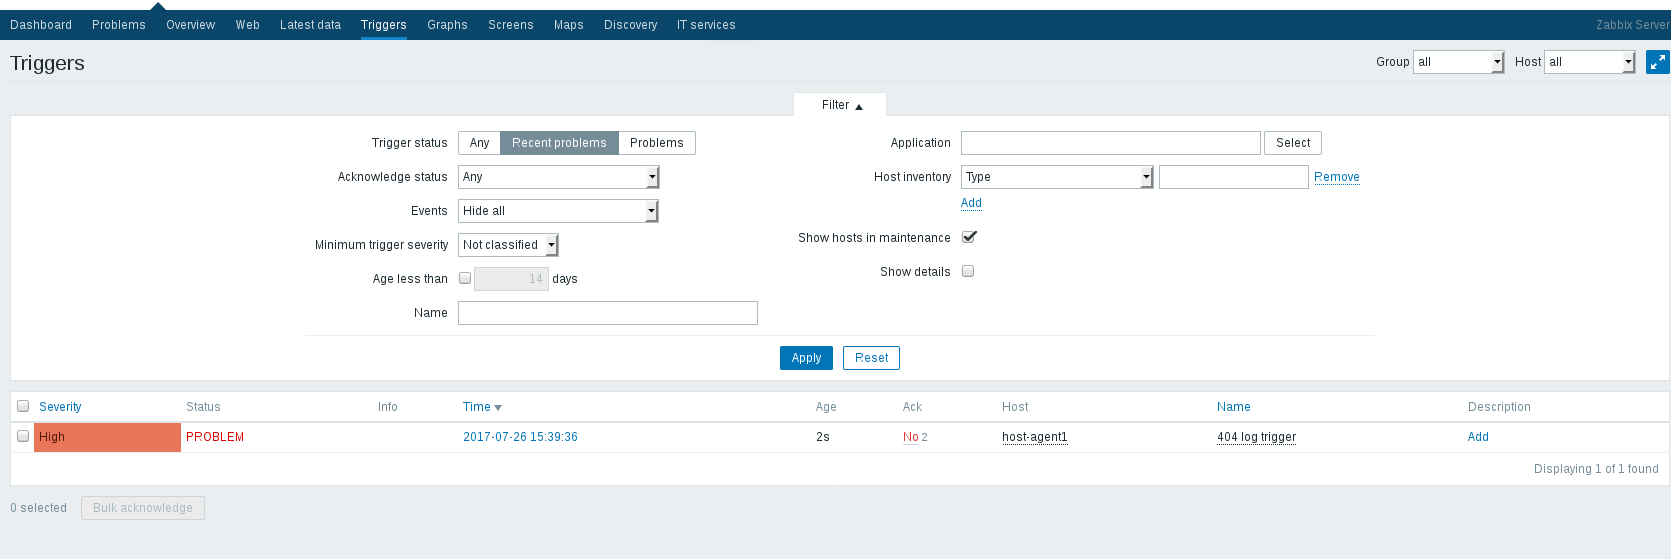 Dashboard Problems Overview Web Latest data Triggers Graphs Screens Maps Discovery IT services Zabbix Server
Triggers Group all Host all
Filter
Trigger status Any Recent problems Problems Application Select
Acknowledge status Any Host inventory Type Remove
Add
Events Hide all
Show hosts in maintenance
Minimum trigger severity Not classified
Show details
Age less than 14 days
Name
Apply Reset
Severity Status Info Time Age Ack Host Name Description
High PROBLEM 2017-07-26 15:39:36 2s No 2 host-agent1 404 log trigger Add
Displaying 1 of 1 found
0 selected Bulk acknowledge